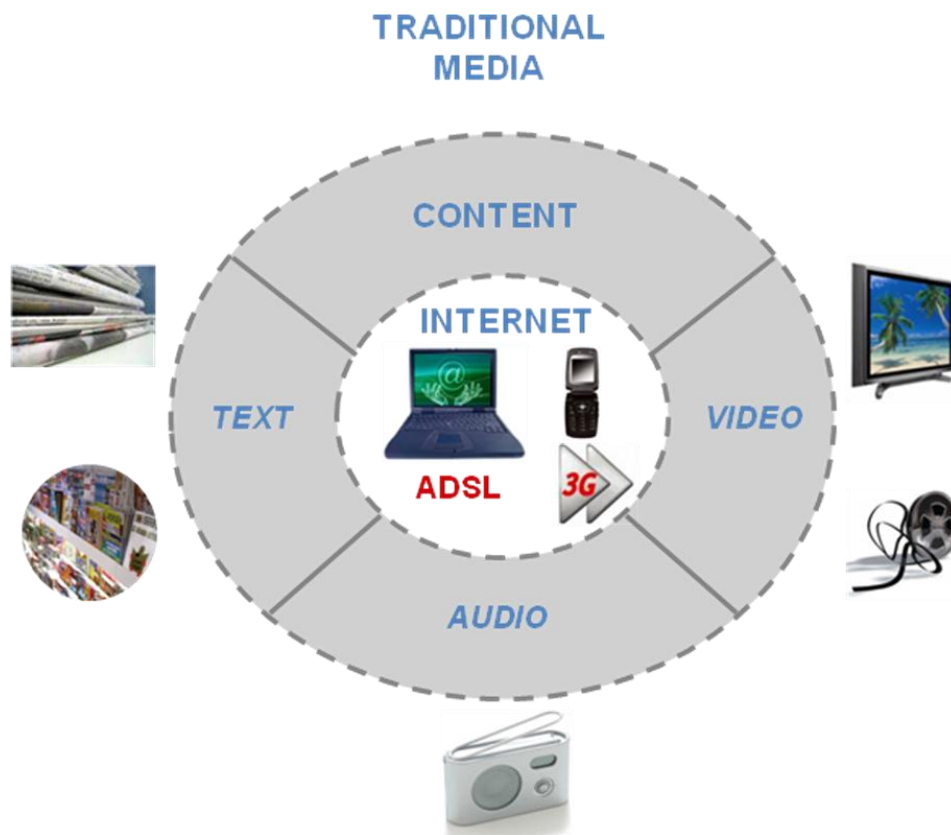 TRADITIONAL
MEDIA
CONTENT
INTERNET
TEXT
VIDEO
@
ADSL
3G
AUDIO